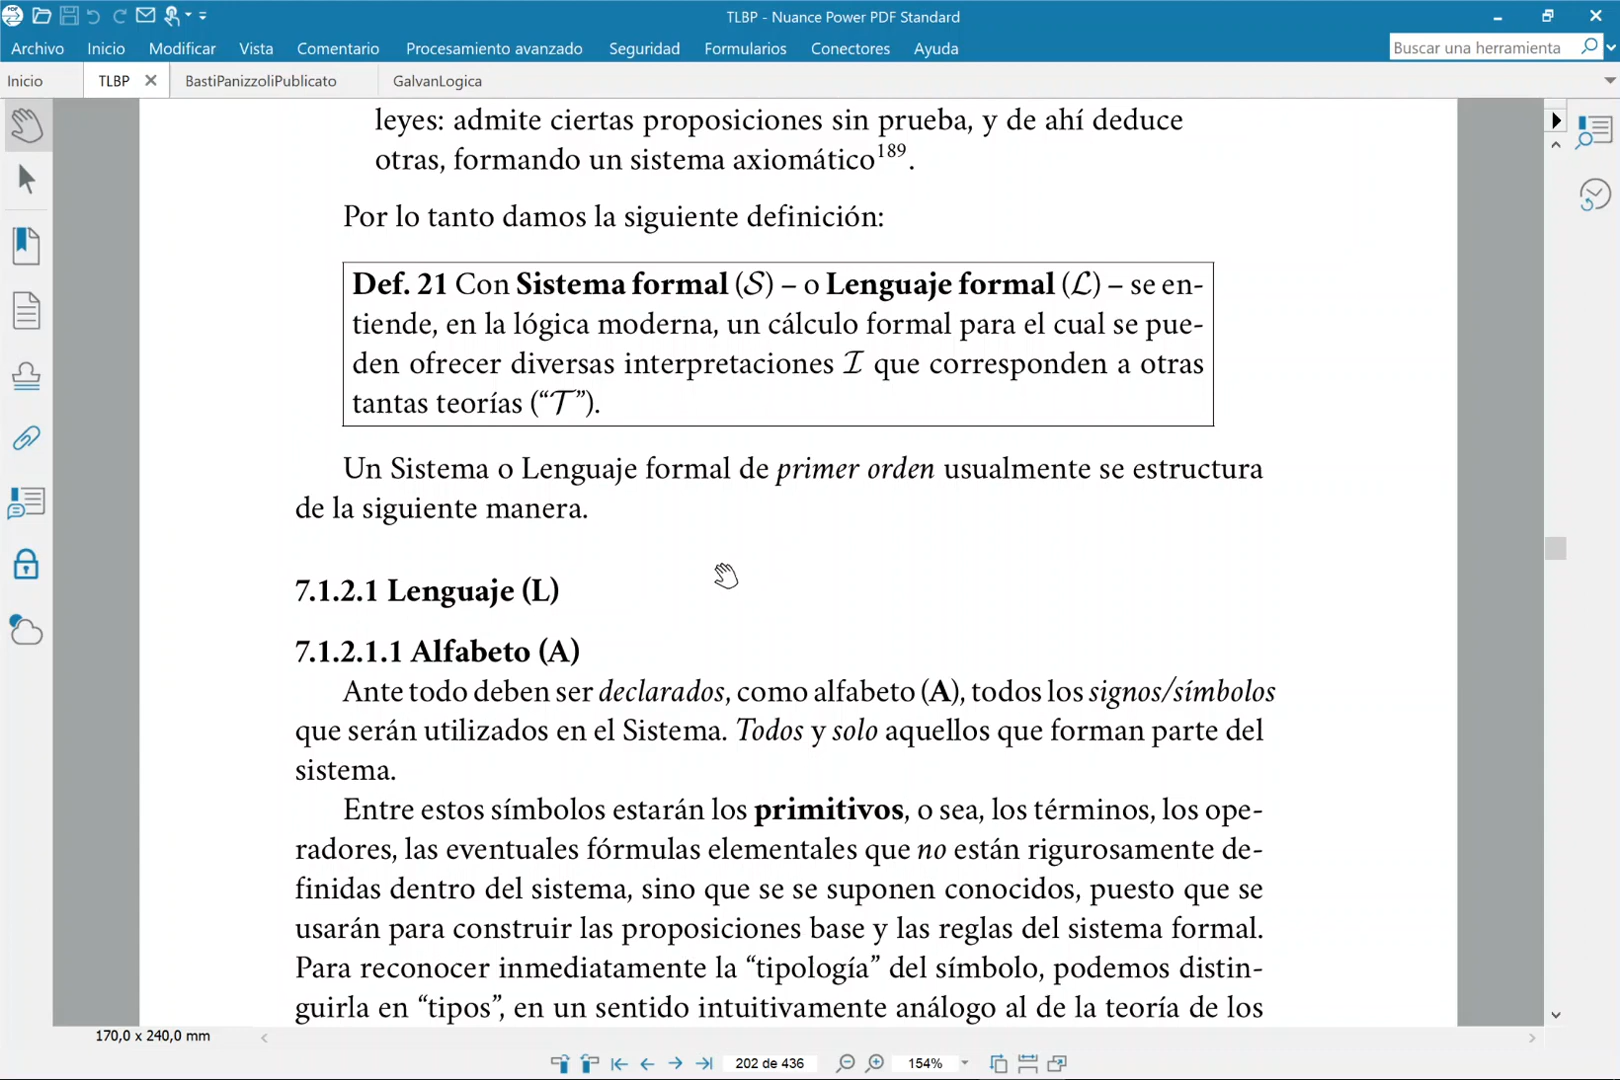 TLBP - Nuance Power PDF Standard
Archivo Inicio Modificar Vista Comentario Procesamiento avanzado Seguridad Formularios Conectores Ayuda
Buscar una herramienta
Inicio TLBP BastiPanizzoliPublicato GalvanLogica
leyes: admite ciertas proposiciones sin prueba, y de ahí deduce
otras, formando un sistema axiomático¹⁸⁹.
Por lo tanto damos la siguiente definición:
Def. 21 Con Sistema formal (𝒮) – o Lenguaje formal (ℒ) – se en-
tiende, en la lógica moderna, un cálculo formal para el cual se pue-
den ofrecer diversas interpretaciones ℐ que corresponden a otras
tantas teorías (“𝒯”).
Un Sistema o Lenguaje formal de primer orden usualmente se estructura
de la siguiente manera.
7.1.2.1 Lenguaje (L)
7.1.2.1.1 Alfabeto (A)
Ante todo deben ser declarados, como alfabeto (A), todos los signos/símbolos
que serán utilizados en el Sistema. Todos y solo aquellos que forman parte del
sistema.
Entre estos símbolos estarán los primitivos, o sea, los términos, los ope-
radores, las eventuales fórmulas elementales que no están rigurosamente de-
finidas dentro del sistema, sino que se se suponen conocidos, puesto que se
usarán para construir las proposiciones base y las reglas del sistema formal.
Para reconocer inmediatamente la “tipología” del símbolo, podemos distin-
guirla en “tipos”, en un sentido intuitivamente análogo al de la teoría de los
170,0 x 240,0 mm
202 de 436
154%